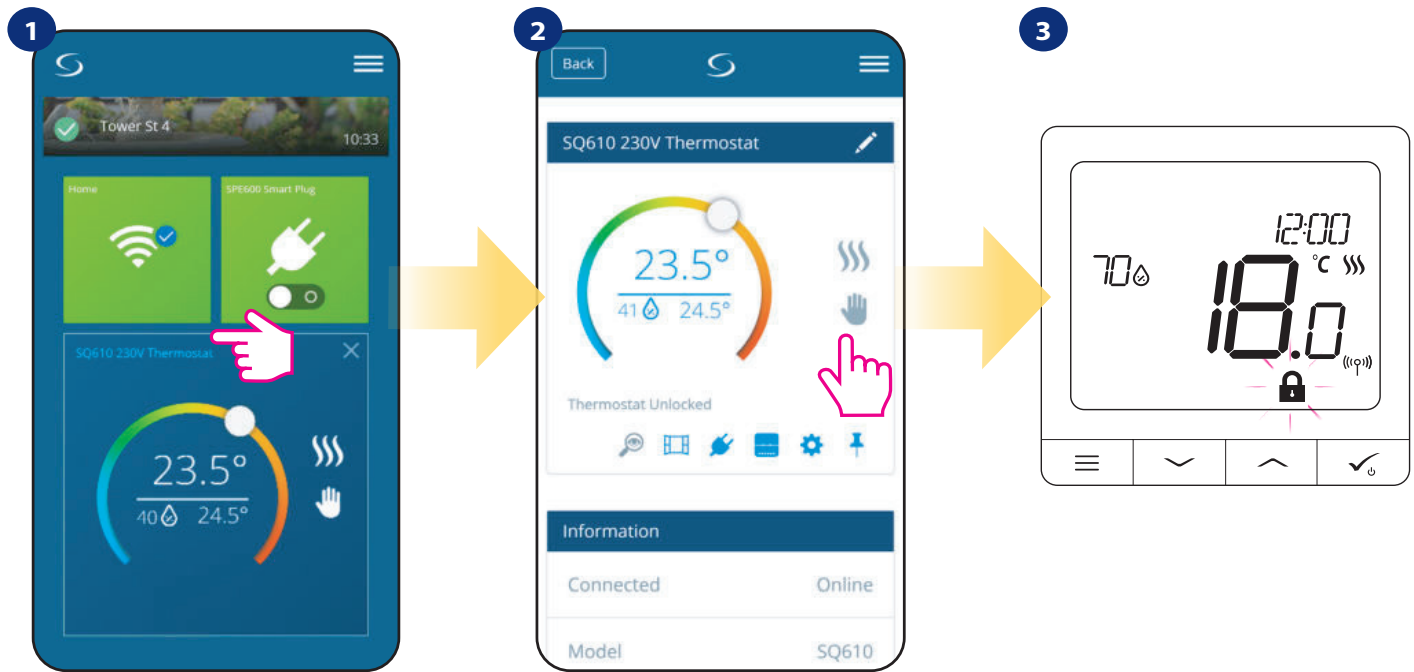 1
Tower St 4
10:33
Home
SPE600 Smart Plug
SQ610 230V Thermostat
23.5°
40 24.5°
2
Back
SQ610 230V Thermostat
23.5°
41 24.5°
Thermostat Unlocked
Information
Connected Online
Model SQ610
3
12:00
70
18.0 °C